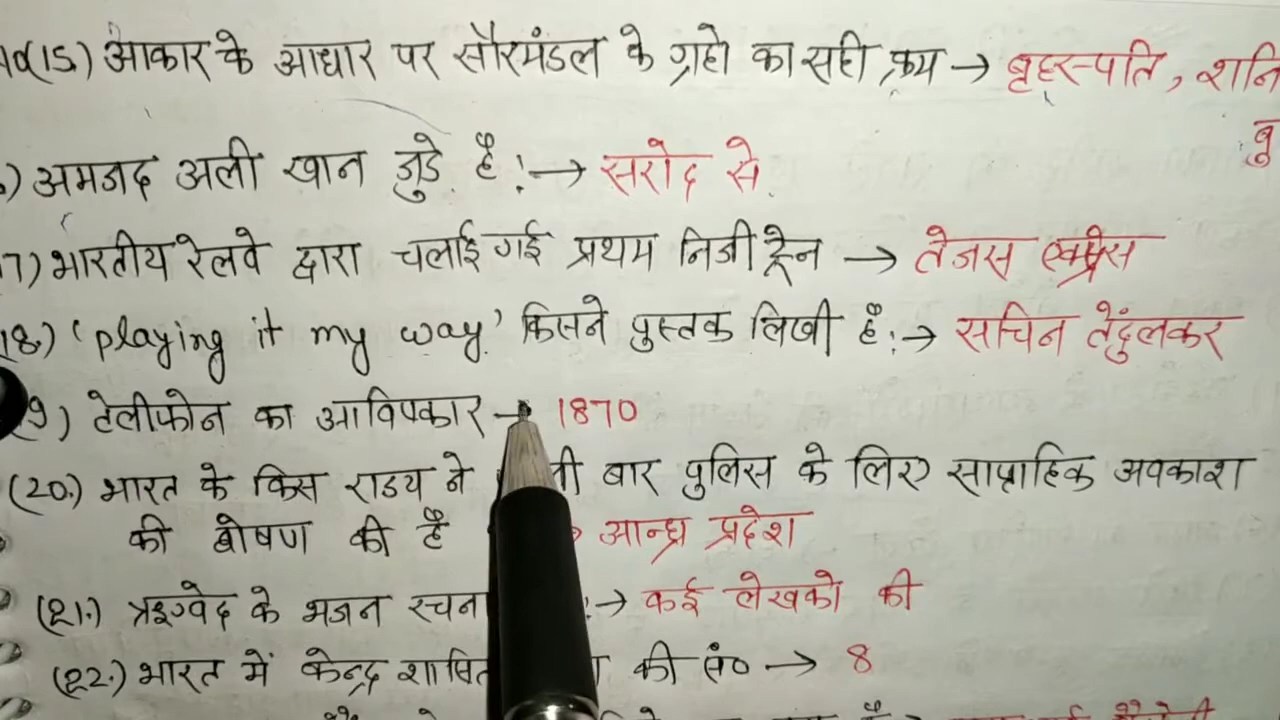 (15.) आकार के आधार पर सौरमंडल के ग्रहो का सही क्रम → बृहस्पति, शनि
बु
) अमजद अली खान जुडे है :→ सरोद से
17) भारतीय रेलवे द्वारा चलाई गई प्रथम निजी ट्रेन → तेजस एक्प्रेस
18.) 'playing it my way' किसने पुस्तक लिखी है :→ सचिन तेंदुलकर
9) टेलीफोन का आविष्कार → 1870
(20.) भारत के किस राज्य ने बार पुलिस के लिए साप्ताहिक अवकाश
की घोषण की है आन्ध्र प्रदेश
(21.) ऋग्वेद के भजन रचन :→ कई लेखको की
(22.) भारत में केन्द्र शासित की सं० → 8